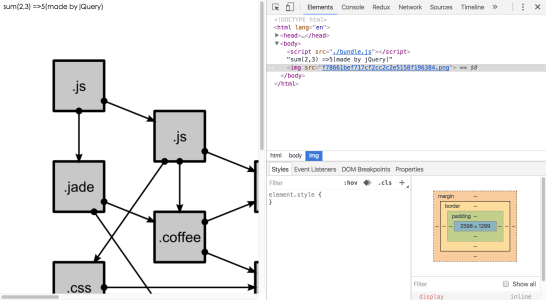 sum(2,3) =>5(made by jQuery)
.js
.js
.jade
.coffee
.css
Elements Console Redux Network Sources Timeline »
<!DOCTYPE html>
<html lang="en">
<head>…</head>
<body>
<script src="./bundle.js"></script>
"sum(2,3) =>5(made by jQuery)"
<img src="f78661bef717cf2cc2c2e5158f196384.png"> == $0
</body>
</html>
html body img
Styles Event Listeners DOM Breakpoints Properties
Filter :hov .cls +
element.style {
}
margin –
border –
padding –
– – – 2598 × 1299 – – –
–
–
–
Filter Show all
display inline